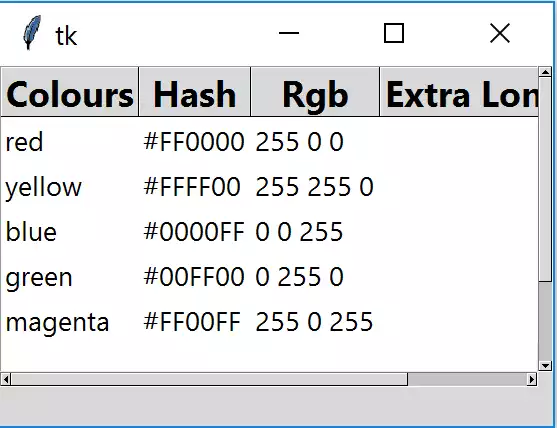 tk
Colours Hash Rgb Extra Lon
red #FF0000 255 0 0
yellow #FFFF00 255 255 0
blue #0000FF 0 0 255
green #00FF00 0 255 0
magenta #FF00FF 255 0 255